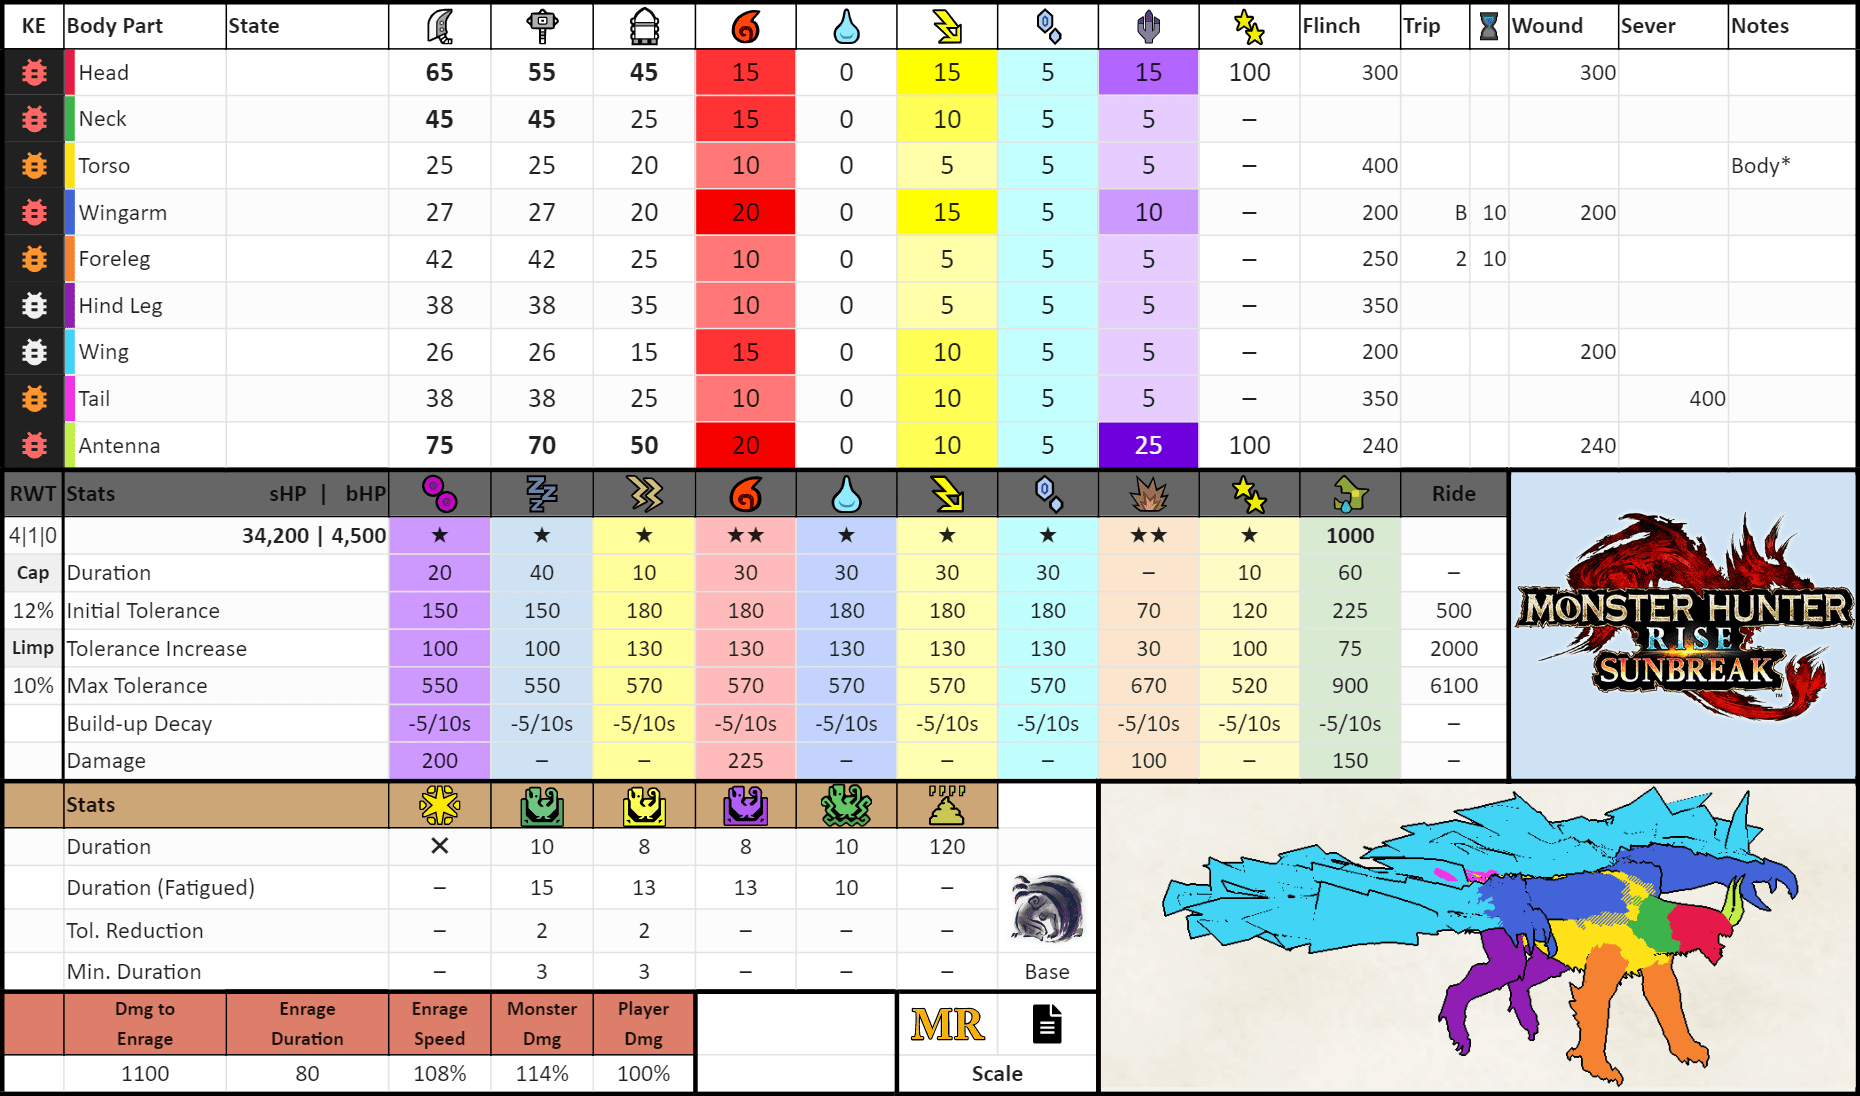 KE Body Part State Flinch Trip Wound Sever Notes
Head 65 55 45 15 0 15 5 15 100 300 300
Neck 45 45 25 15 0 10 5 5 –
Torso 25 25 20 10 0 5 5 5 – 400 Body*
Wingarm 27 27 20 20 0 15 5 10 – 200 B 10 200
Foreleg 42 42 25 10 0 5 5 5 – 250 2 10
Hind Leg 38 38 35 10 0 5 5 5 – 350
Wing 26 26 15 15 0 10 5 5 – 200 200
Tail 38 38 25 10 0 10 5 5 – 350 400
Antenna 75 70 50 20 0 10 5 25 100 240 240
RWT Stats sHP | bHP Ride
4|1|0 34,200 | 4,500 ★ ★ ★ ★★ ★ ★ ★ ★★ ★ 1000
Cap Duration 20 40 10 30 30 30 30 – 10 60 –
12% Initial Tolerance 150 150 180 180 180 180 180 70 120 225 500
Limp Tolerance Increase 100 100 130 130 130 130 130 30 100 75 2000
10% Max Tolerance 550 550 570 570 570 570 570 670 520 900 6100
Build-up Decay -5/10s -5/10s -5/10s -5/10s -5/10s -5/10s -5/10s -5/10s -5/10s -5/10s –
Damage 200 – – 225 – – – 100 – 150 –
MONSTER HUNTER
RISE
SUNBREAK
™
Stats
Duration ✕ 10 8 8 10 120
Duration (Fatigued) – 15 13 13 10 –
Tol. Reduction – 2 2 – – –
Min. Duration – 3 3 – – – Base
Dmg to Enrage Enrage Duration Enrage Speed Monster Dmg Player Dmg MR
1100 80 108% 114% 100% Scale